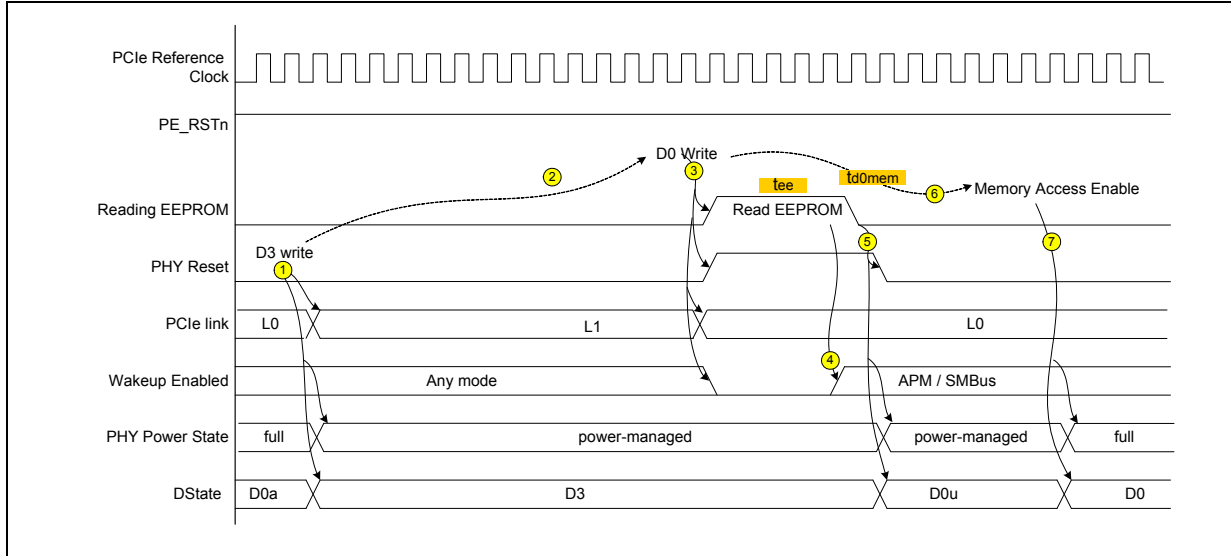 PCIe Reference
Clock
PE_RSTn
D0 Write
2
3
tee
td0mem
6
Memory Access Enable
Reading EEPROM
Read EEPROM
D3 write
5
7
PHY Reset
1
PCIe link
L0
L1
L0
4
Wakeup Enabled
Any mode
APM / SMBus
PHY Power State
full
power-managed
power-managed
full
DState
D0a
D3
D0u
D0